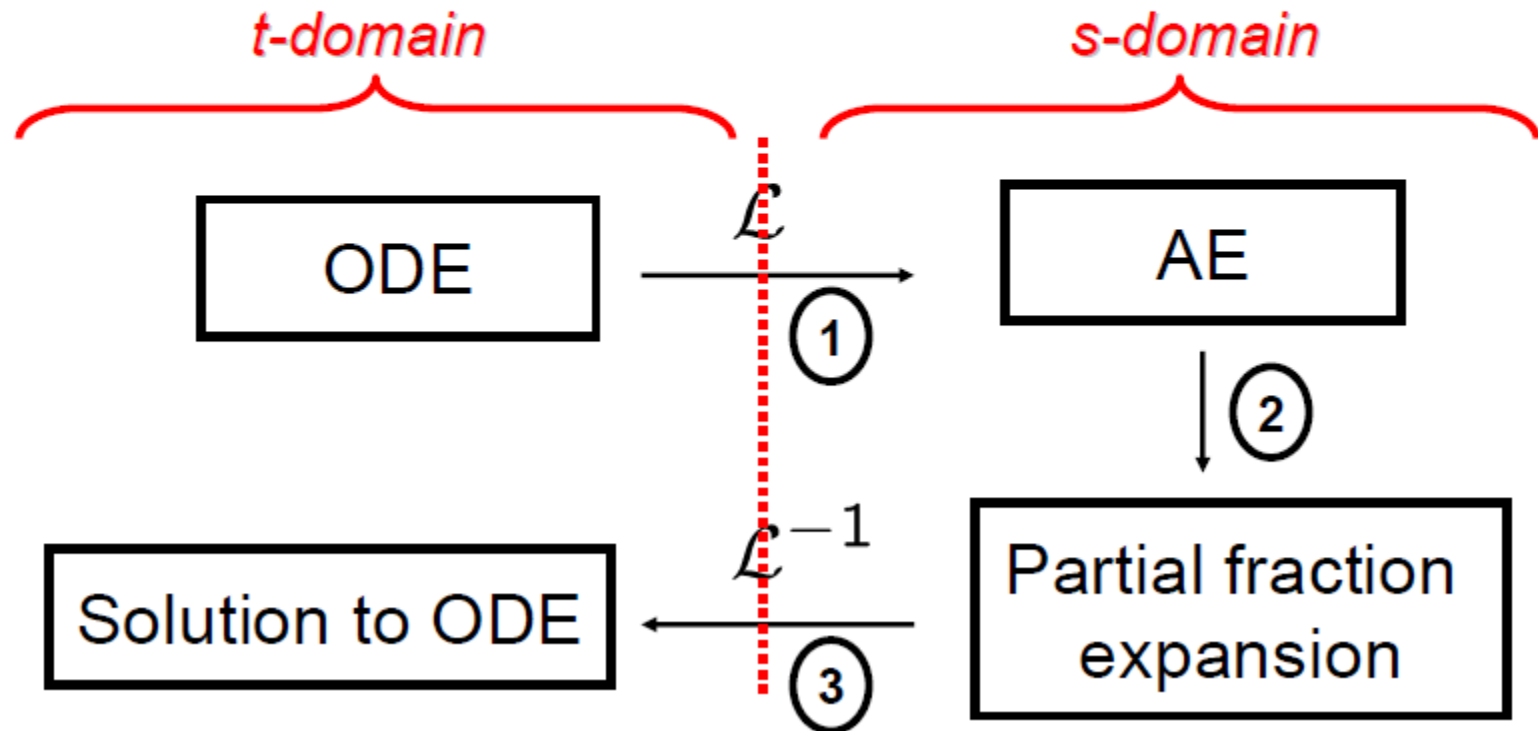 t-domain
s-domain
ℒ
ODE
AE
1
2
ℒ⁻¹
Partial fraction
expansion
Solution to ODE
3